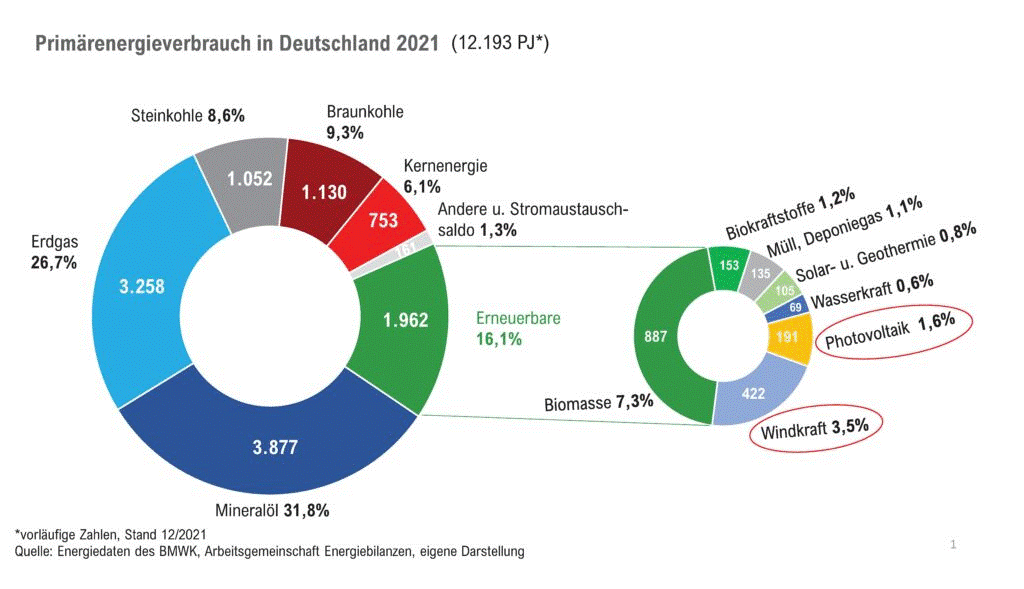 Primärenergieverbrauch in Deutschland 2021 (12.193 PJ*)
Steinkohle 8,6%
Braunkohle
9,3%
Kernenergie
6,1%
Andere u. Stromaustausch-
saldo 1,3%
Erdgas
26,7%
1.052
1.130
753
161
3.258
1.962
3.877
Erneuerbare
16,1%
Mineralöl 31,8%
Biokraftstoffe 1,2%
Müll, Deponiegas 1,1%
Solar- u. Geothermie 0,8%
Wasserkraft 0,6%
Photovoltaik 1,6%
Windkraft 3,5%
Biomasse 7,3%
153
135
105
69
191
422
887
*vorläufige Zahlen, Stand 12/2021
Quelle: Energiedaten des BMWK, Arbeitsgemeinschaft Energiebilanzen, eigene Darstellung
1